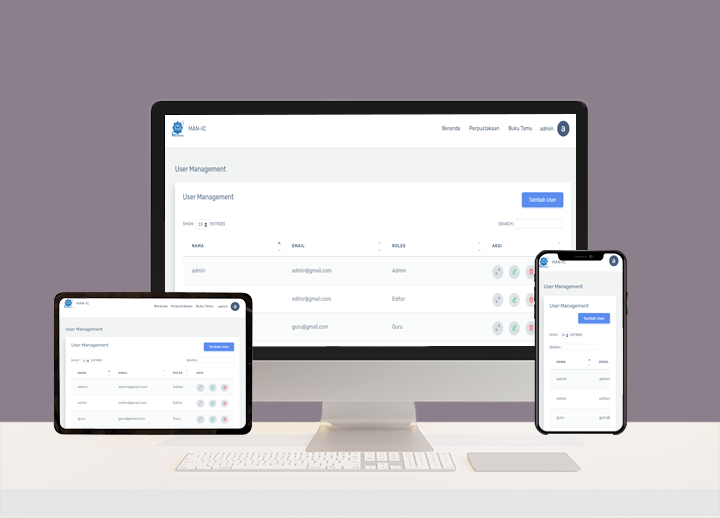 MAN-IC
Beranda Perpustakaan Buku Tamu admin a
User Management
User Management
Tambah User
SHOW 10 ENTRIES SEARCH:
NAMA EMAIL ROLES AKSI
admin admin@gmail.com Admin
editor@gmail.com Editor
guru@gmail.com Guru
MAN-IC
Beranda Perpustakaan Buku Tamu admin a
User Management
User Management
Tambah User
SHOW 10 ENTRIES SEARCH:
NAMA EMAIL ROLES AKSI
admin admin@gmail.com Admin
editor editor@gmail.com Editor
guru guru@gmail.com Guru
MAN-IC a
User Management
User Management
Tambah User
SHOW 10 ENTRIES
SEARCH:
NAMA EMAIL
admin admin
editor editor
guru guru@